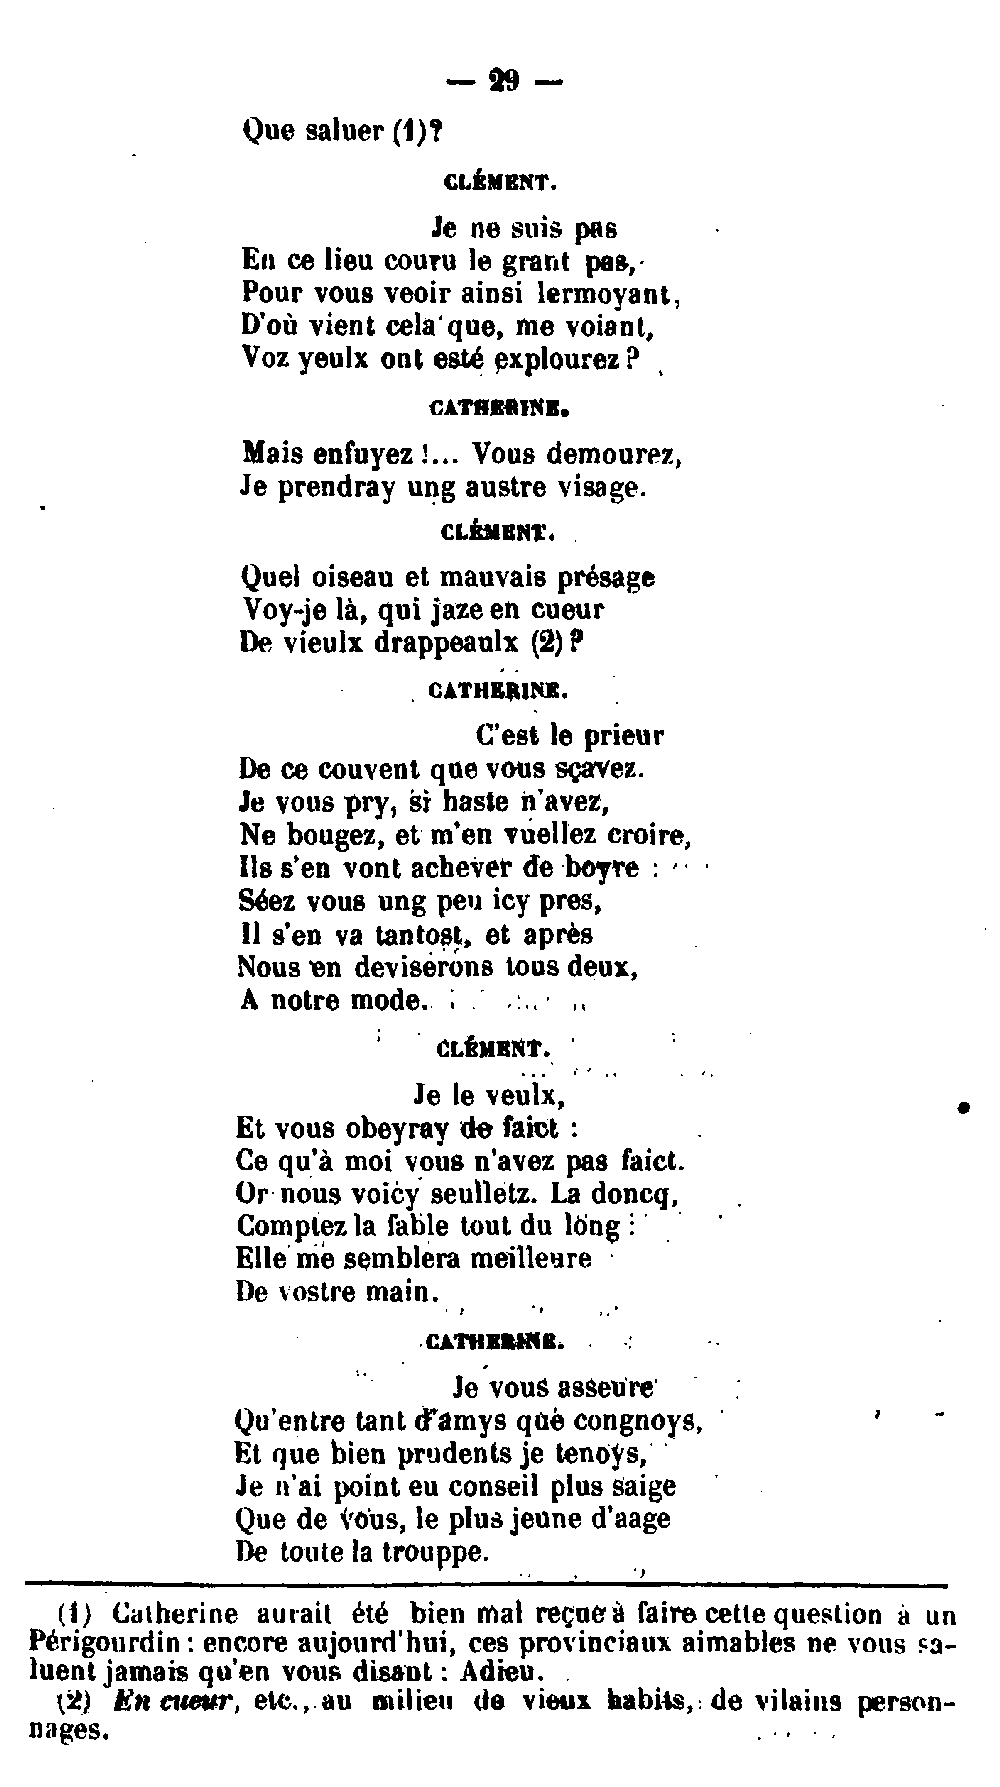 — 29 —
Que saluer (1)?
CLÉMENT.
Je ne suis pas
En ce lieu couru le grant pas,
Pour vous veoir ainsi lermoyant,
D'où vient cela que, me voiant,
Voz yeulx ont esté explourez ?
CATHERINE.
Mais enfuyez !... Vous demourez,
Je prendray ung austre visage.
CLÉMENT.
Quel oiseau et mauvais présage
Voy-je là, qui jaze en cueur
De vieulx drappeaulx (2) ?
CATHERINE.
C'est le prieur
De ce couvent que vous sçavez.
Je vous pry, si haste n'avez,
Ne bougez, et m'en vuellez croire,
Ils s'en vont achever de boyre :
Séez vous ung peu icy pres,
Il s'en va tantost, et après
Nous en deviserons tous deux,
A notre mode.
CLÉMENT.
Je le veulx,
Et vous obeyray de faict :
Ce qu'à moi vous n'avez pas faict.
Or nous voicy seulletz. La doncq,
Comptez la fable tout du long :
Elle me semblera meilleure
De vostre main.
CATHERINE.
Je vous asseure
Qu'entre tant d'amys que congnoys,
Et que bien prudents je tenoys,
Je n'ai point eu conseil plus saige
Que de vous, le plus jeune d'aage
De toute la trouppe.
(1) Catherine aurait été bien mal reçue à faire cette question à un
Périgourdin : encore aujourd'hui, ces provinciaux aimables ne vous sa-
luent jamais qu'en vous disant : Adieu.
(2) En cueur, etc., au milieu de vieux habits, de vilains person-
nages.